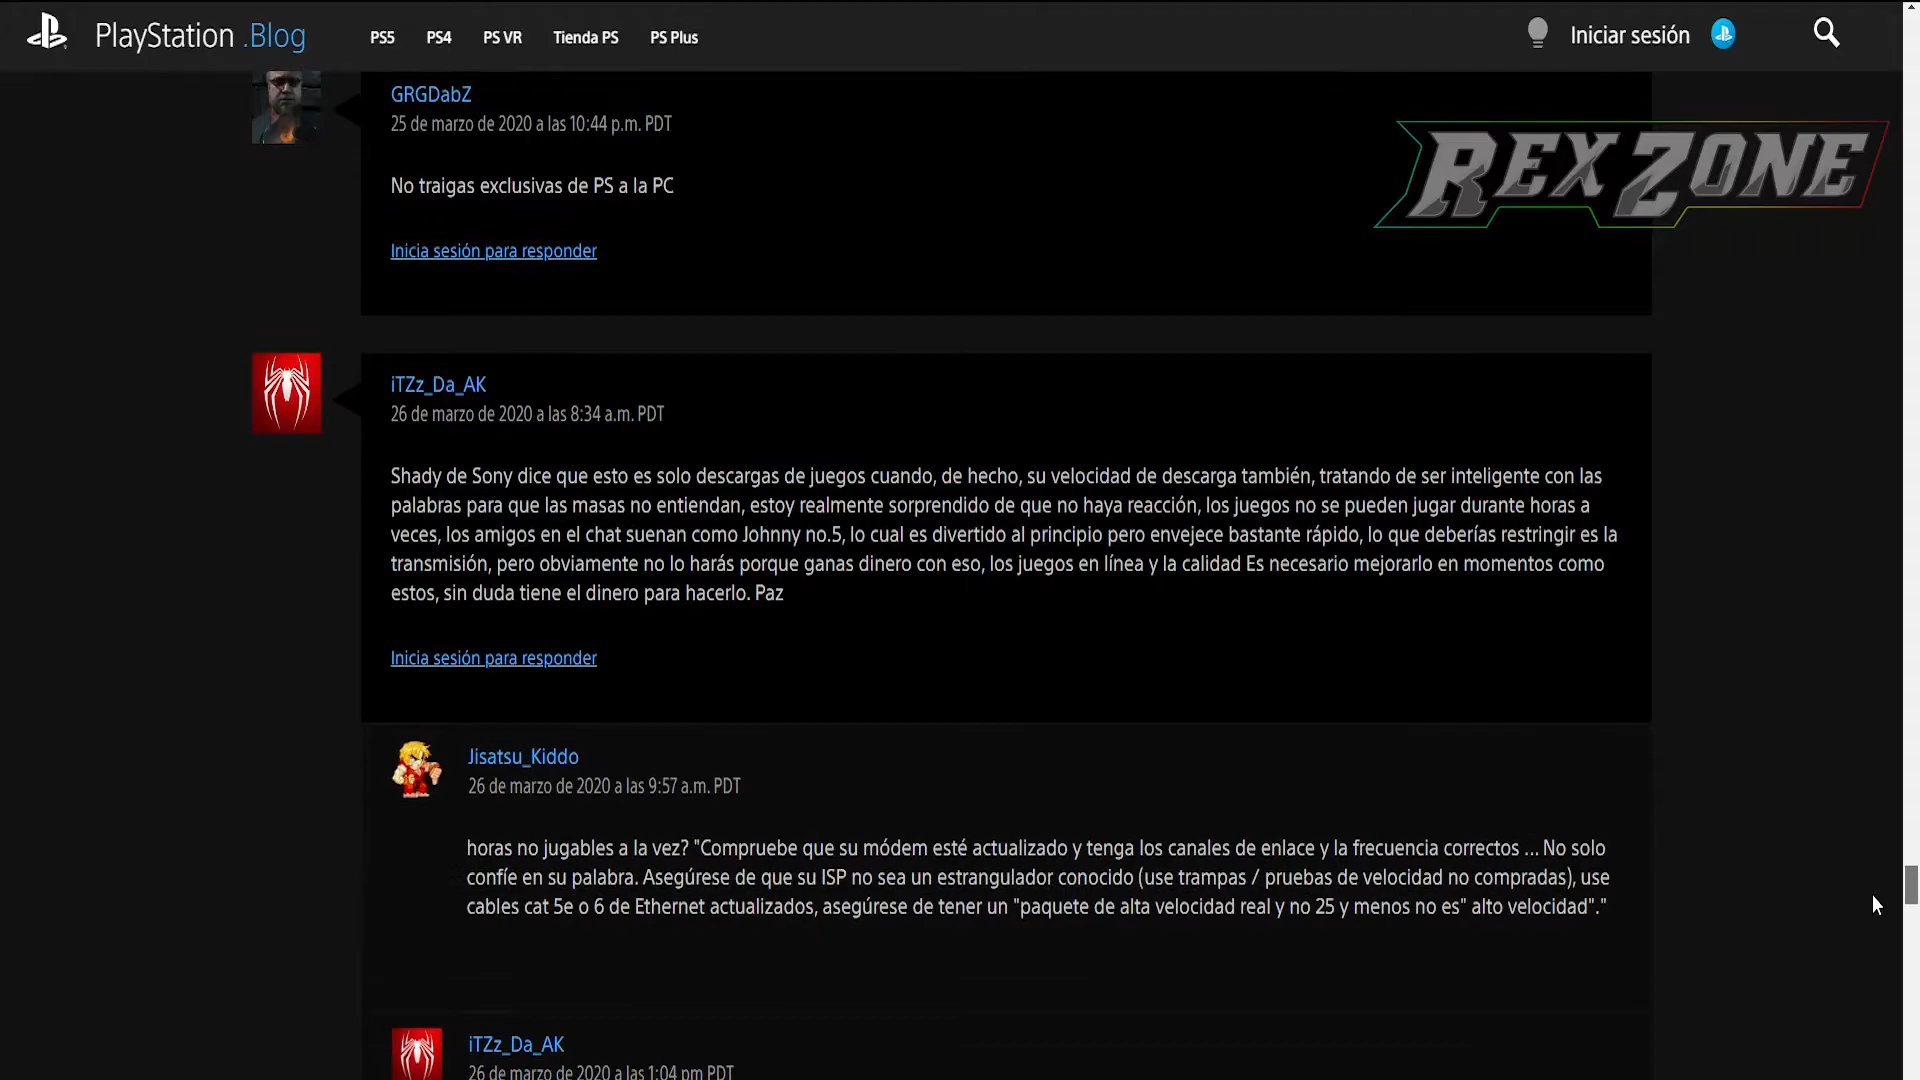 PlayStation .Blog
PS5 PS4 PS VR Tienda PS PS Plus
Iniciar sesión
REXZONE
GRGDabZ
25 de marzo de 2020 a las 10:44 p.m. PDT
No traigas exclusivas de PS a la PC
Inicia sesión para responder
iTZz_Da_AK
26 de marzo de 2020 a las 8:34 a.m. PDT
Shady de Sony dice que esto es solo descargas de juegos cuando, de hecho, su velocidad de descarga también, tratando de ser inteligente con las
palabras para que las masas no entiendan, estoy realmente sorprendido de que no haya reacción, los juegos no se pueden jugar durante horas a
veces, los amigos en el chat suenan como Johnny no.5, lo cual es divertido al principio pero envejece bastante rápido, lo que deberías restringir es la
transmisión, pero obviamente no lo harás porque ganas dinero con eso, los juegos en línea y la calidad Es necesario mejorarlo en momentos como
estos, sin duda tiene el dinero para hacerlo. Paz
Inicia sesión para responder
Jisatsu_Kiddo
26 de marzo de 2020 a las 9:57 a.m. PDT
horas no jugables a la vez? "Compruebe que su módem esté actualizado y tenga los canales de enlace y la frecuencia correctos ... No solo
confíe en su palabra. Asegúrese de que su ISP no sea un estrangulador conocido (use trampas / pruebas de velocidad no compradas), use
cables cat 5e o 6 de Ethernet actualizados, asegúrese de tener un "paquete de alta velocidad real y no 25 y menos no es" alto velocidad"."
iTZz_Da_AK
26 de marzo de 2020 a las 1:04 pm PDT